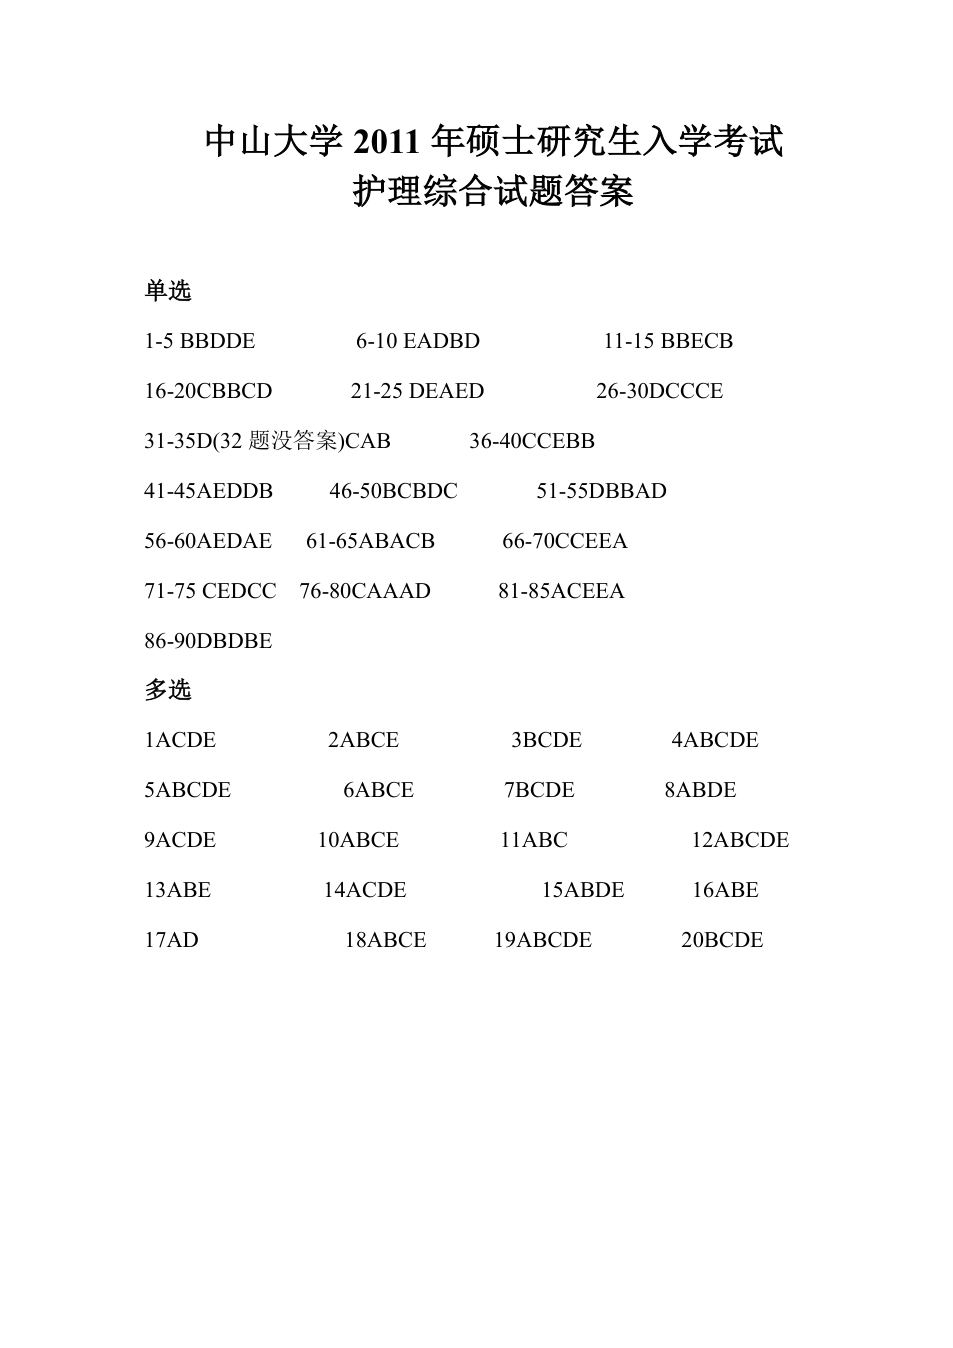 中山大学 2011 年硕士研究生入学考试
护理综合试题答案
单选
1-5 BBDDE 6-10 EADBD 11-15 BBECB
16-20CBBCD 21-25 DEAED 26-30DCCCE
31-35D(32 题没答案)CAB 36-40CCEBB
41-45AEDDB 46-50BCBDC 51-55DBBAD
56-60AEDAE 61-65ABACB 66-70CCEEA
71-75 CEDCC 76-80CAAAD 81-85ACEEA
86-90DBDBE
多选
1ACDE 2ABCE 3BCDE 4ABCDE
5ABCDE 6ABCE 7BCDE 8ABDE
9ACDE 10ABCE 11ABC 12ABCDE
13ABE 14ACDE 15ABDE 16ABE
17AD 18ABCE 19ABCDE 20BCDE